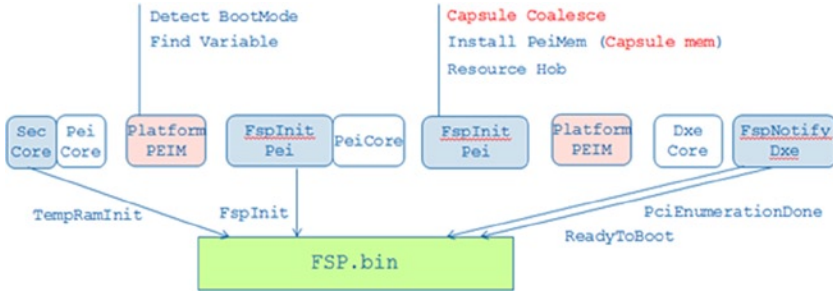 Detect BootMode
Find Variable
Capsule Coalesce
Install PeiMem (Capsule mem)
Resource Hob
Sec
Core
Pei
Core
Platform
PEIM
FspInit
Pei
PeiCore
FspInit
Pei
Platform
PEIM
Dxe
Core
FspNotify
Dxe
TempRamInit
FspInit
PciEnumerationDone
ReadyToBoot
FSP.bin